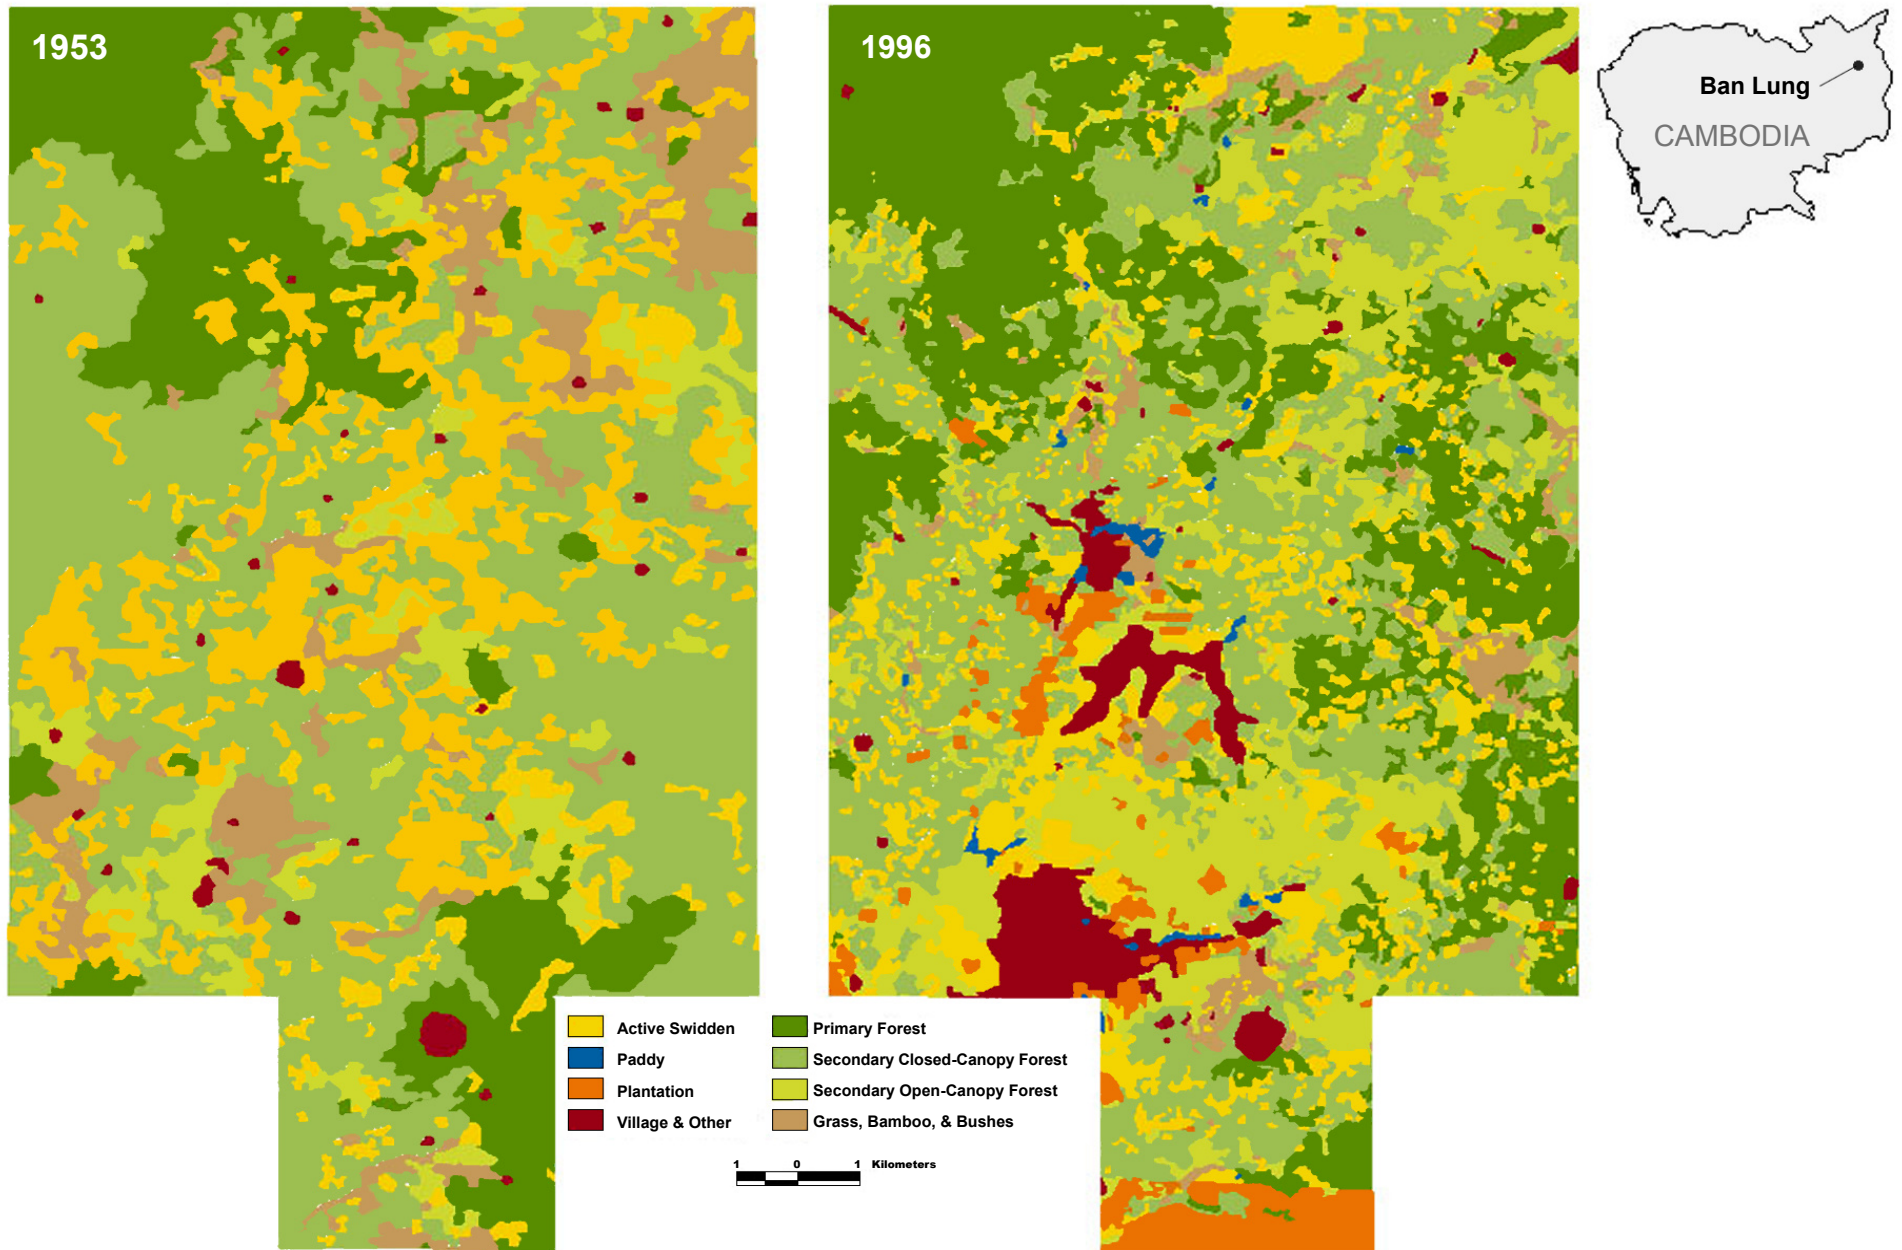 1953
1996
Ban Lung
CAMBODIA
Active Swidden
Paddy
Plantation
Village & Other
Primary Forest
Secondary Closed-Canopy Forest
Secondary Open-Canopy Forest
Grass, Bamboo, & Bushes
1 0 1 Kilometers